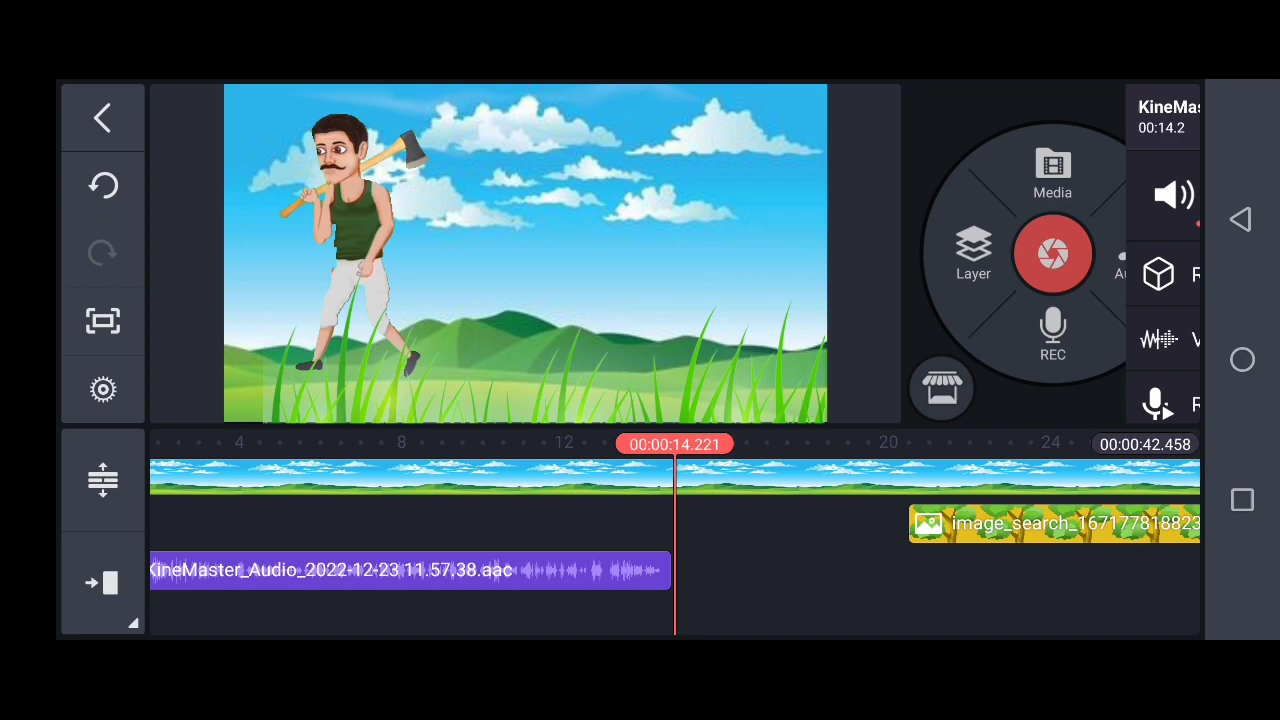 KineMas
00:14.2
Media
Layer
Au
REC
R
V
R
4
8
12
00:00:14.221
20
24
00:00:42.458
image_search_167177818823
KineMaster_Audio_2022-12-23 11.57.38.aac